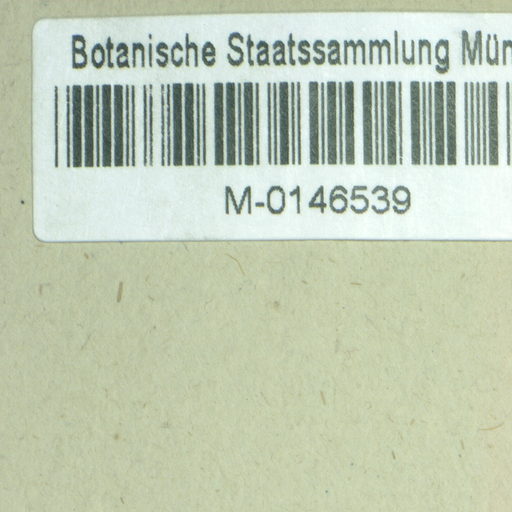 Botanische Staatssammlung Mün
M-0146539